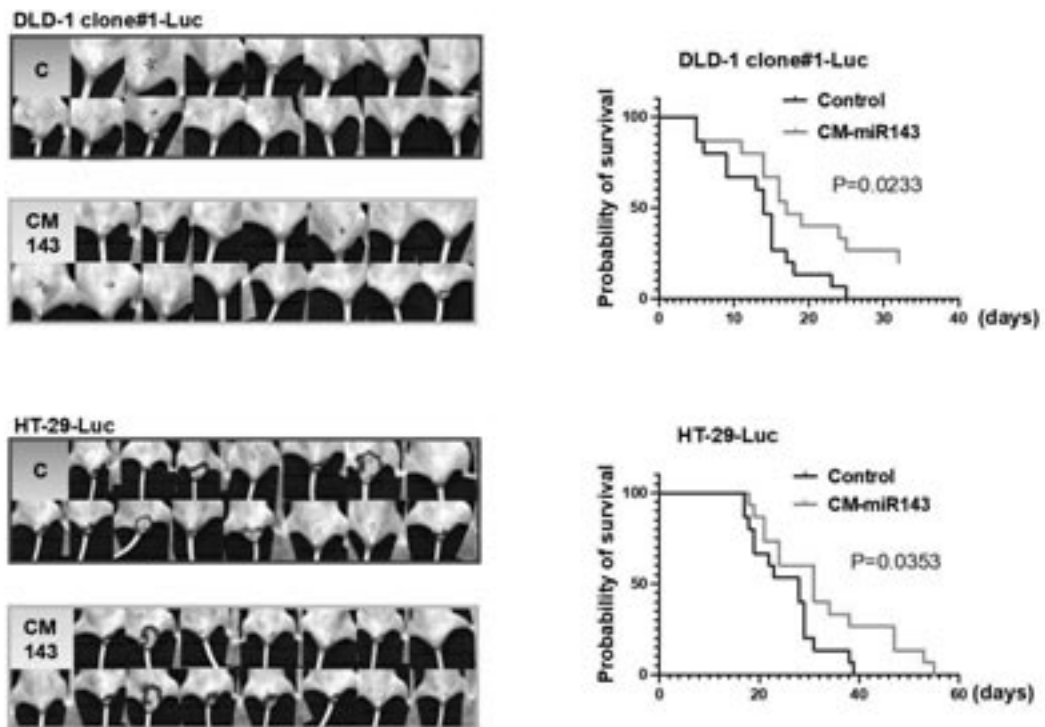 DLD-1 clone#1-Luc
C
CM
143
DLD-1 clone#1-Luc
Control
CM-miR143
P=0.0233
Probability of survival
100
50
0
0 10 20 30 40 (days)
HT-29-Luc
C
CM
143
HT-29-Luc
Control
CM-miR143
P=0.0353
Probability of survival
100
50
0
0 20 40 60 (days)